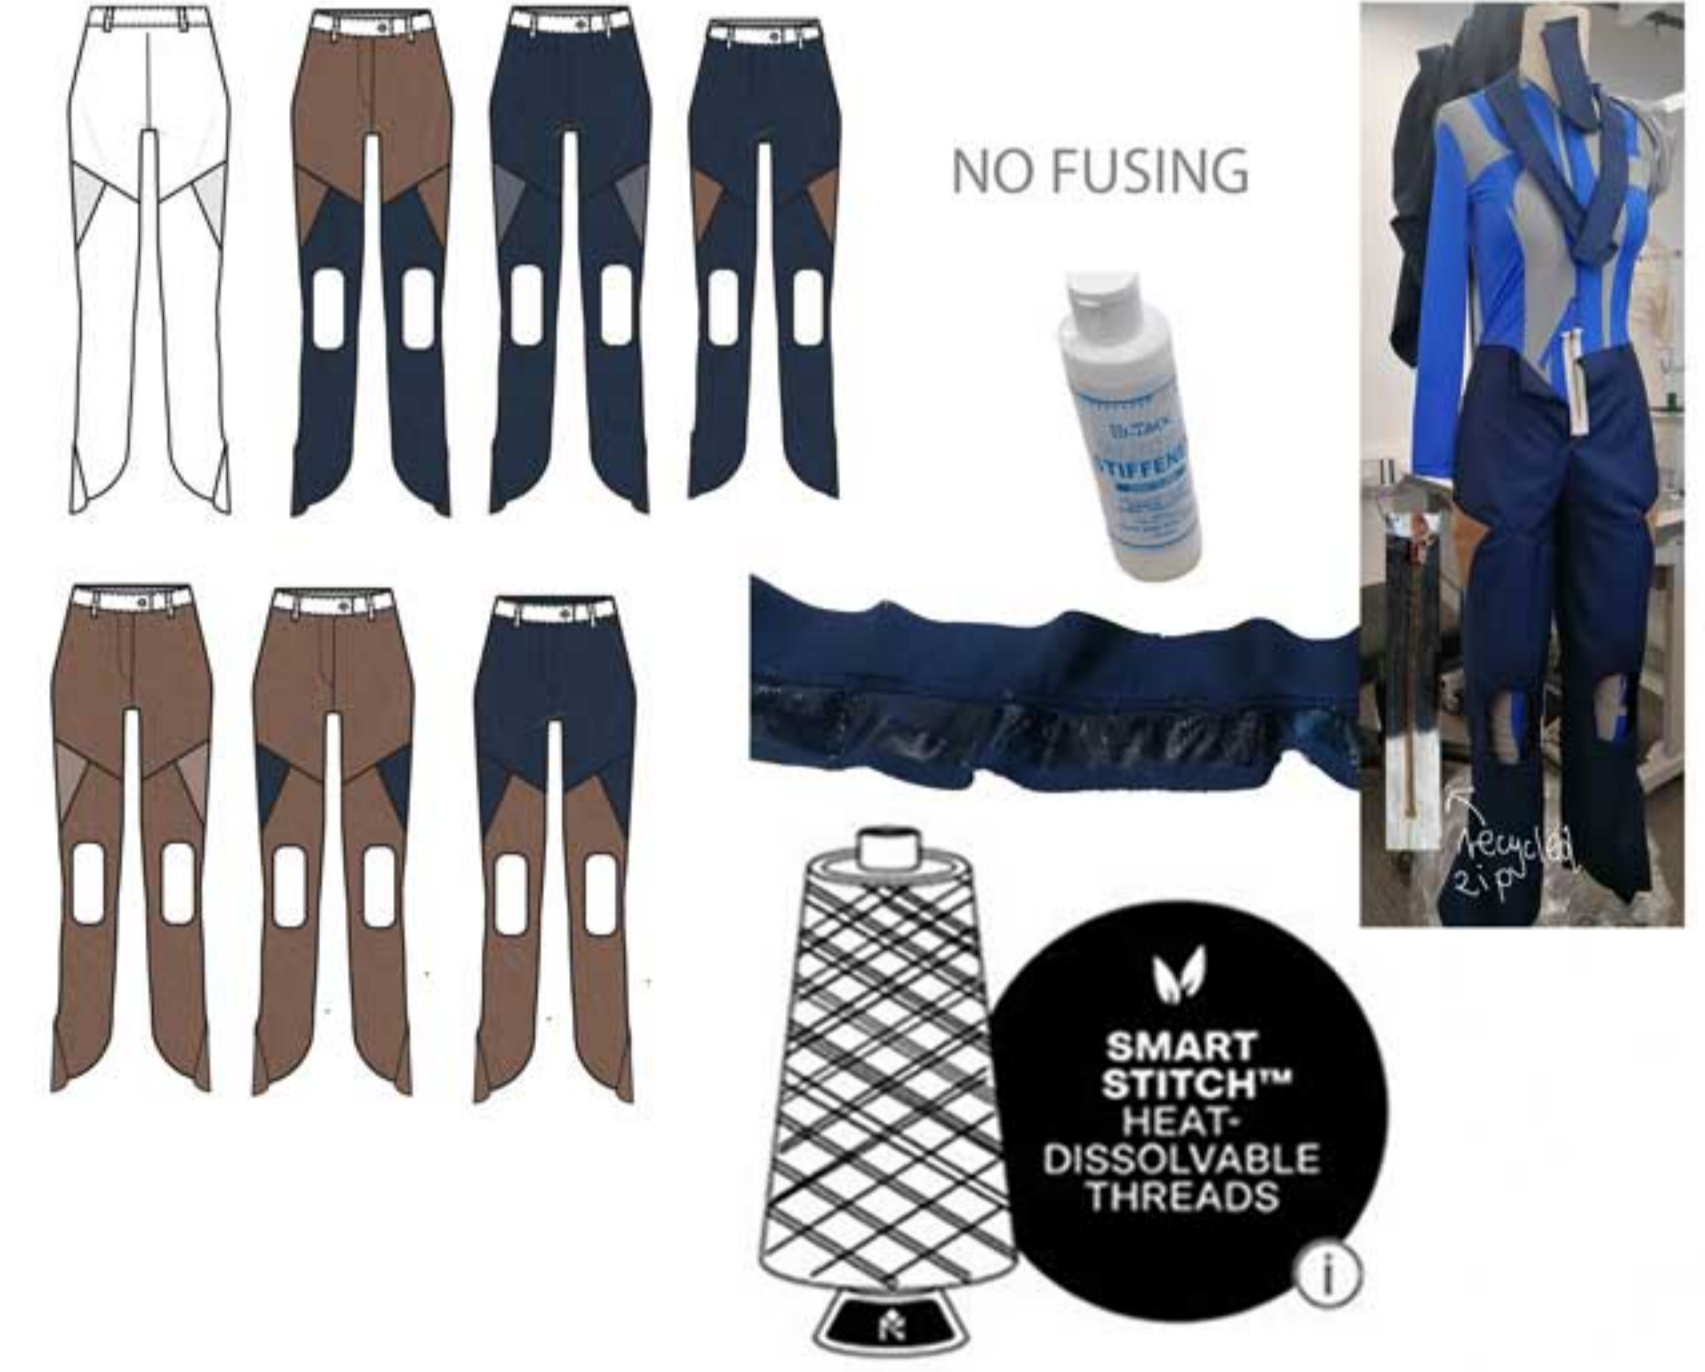 NO FUSING
STIFFEN
recycled
zip
SMART
STITCH™
HEAT-
DISSOLVABLE
THREADS
i